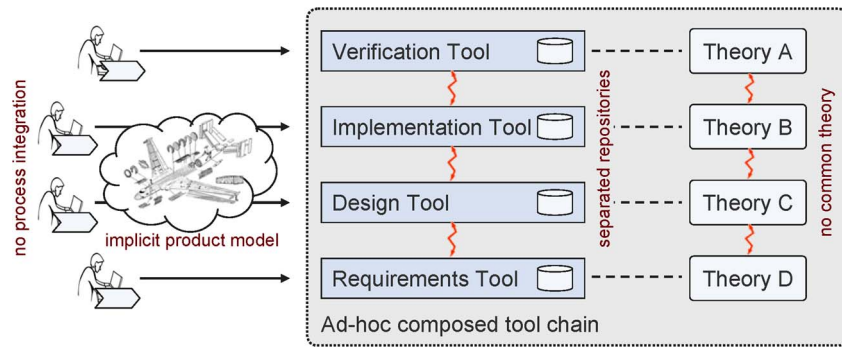 no process integration
implicit product model
Verification Tool
Implementation Tool
Design Tool
Requirements Tool
separated repositories
Theory A
Theory B
Theory C
Theory D
no common theory
Ad-hoc composed tool chain